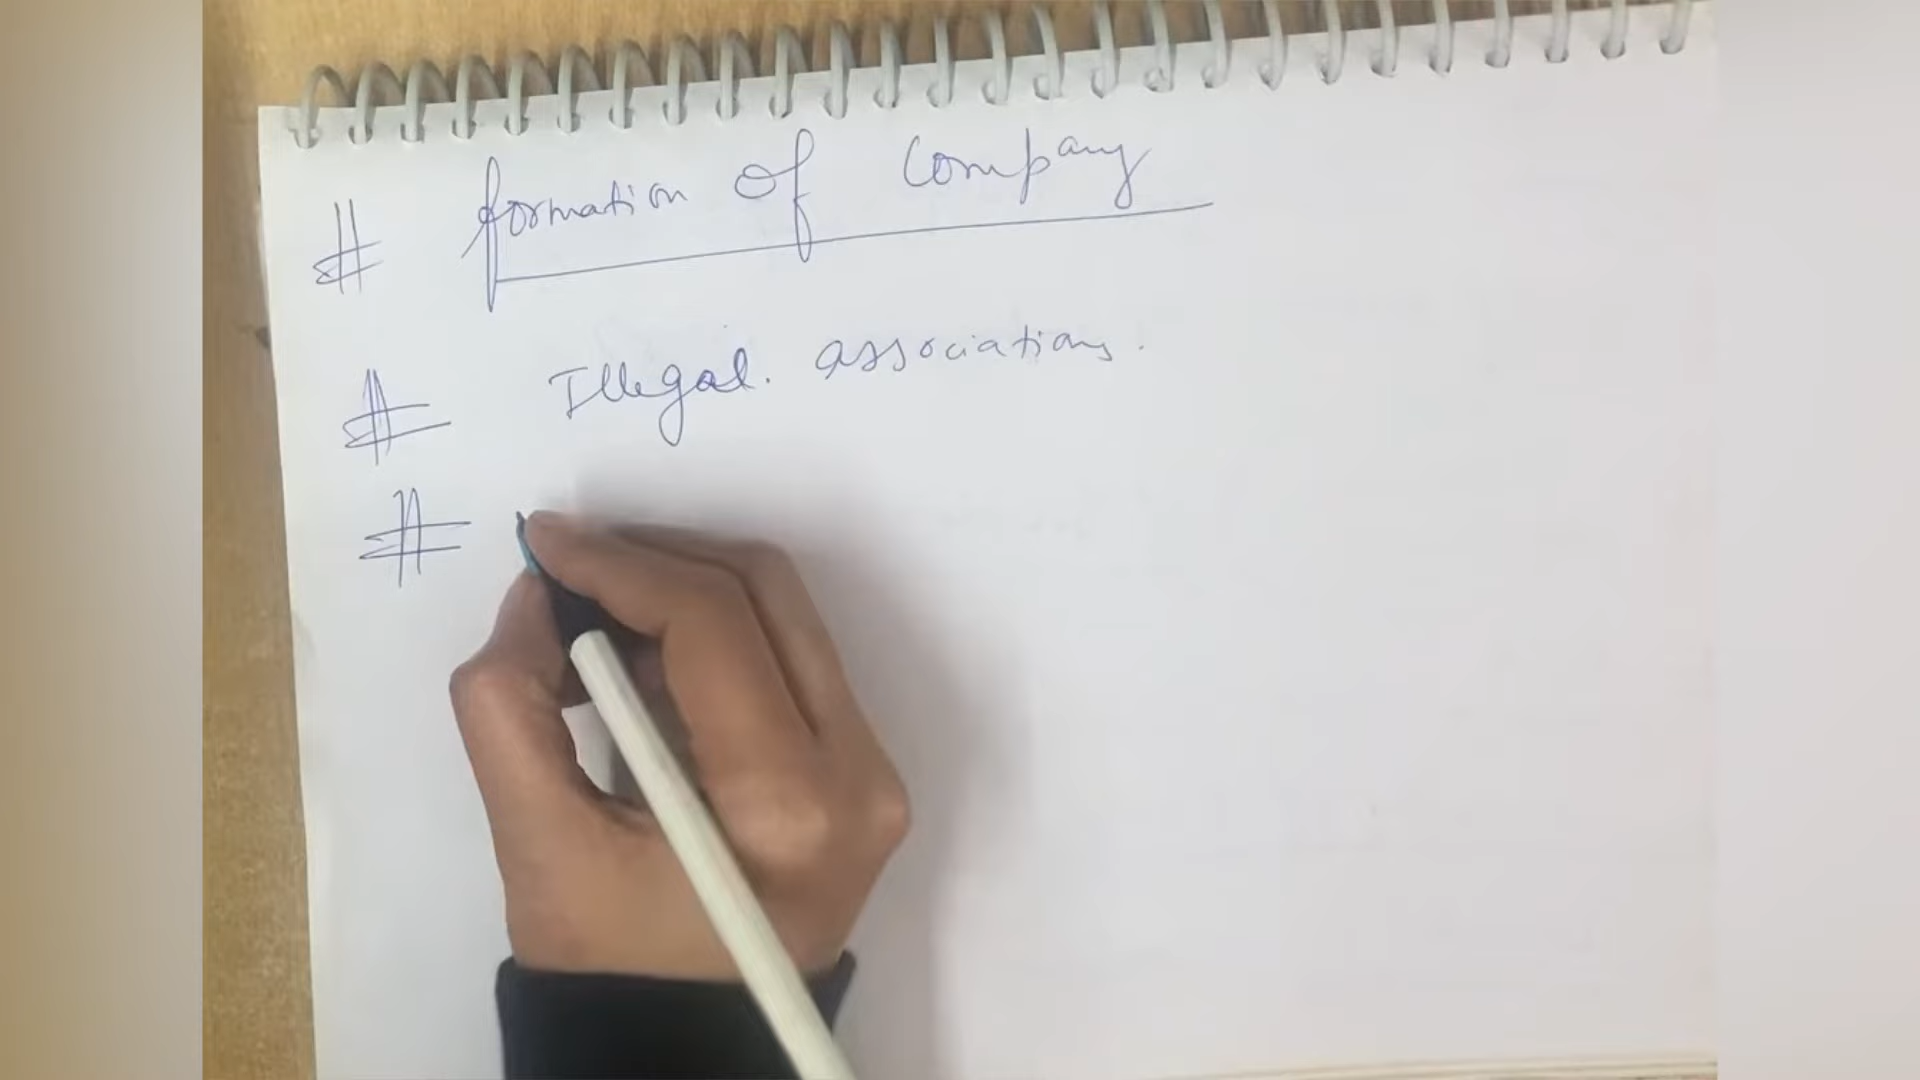 # formation of Company
# Illegal. associations.
#